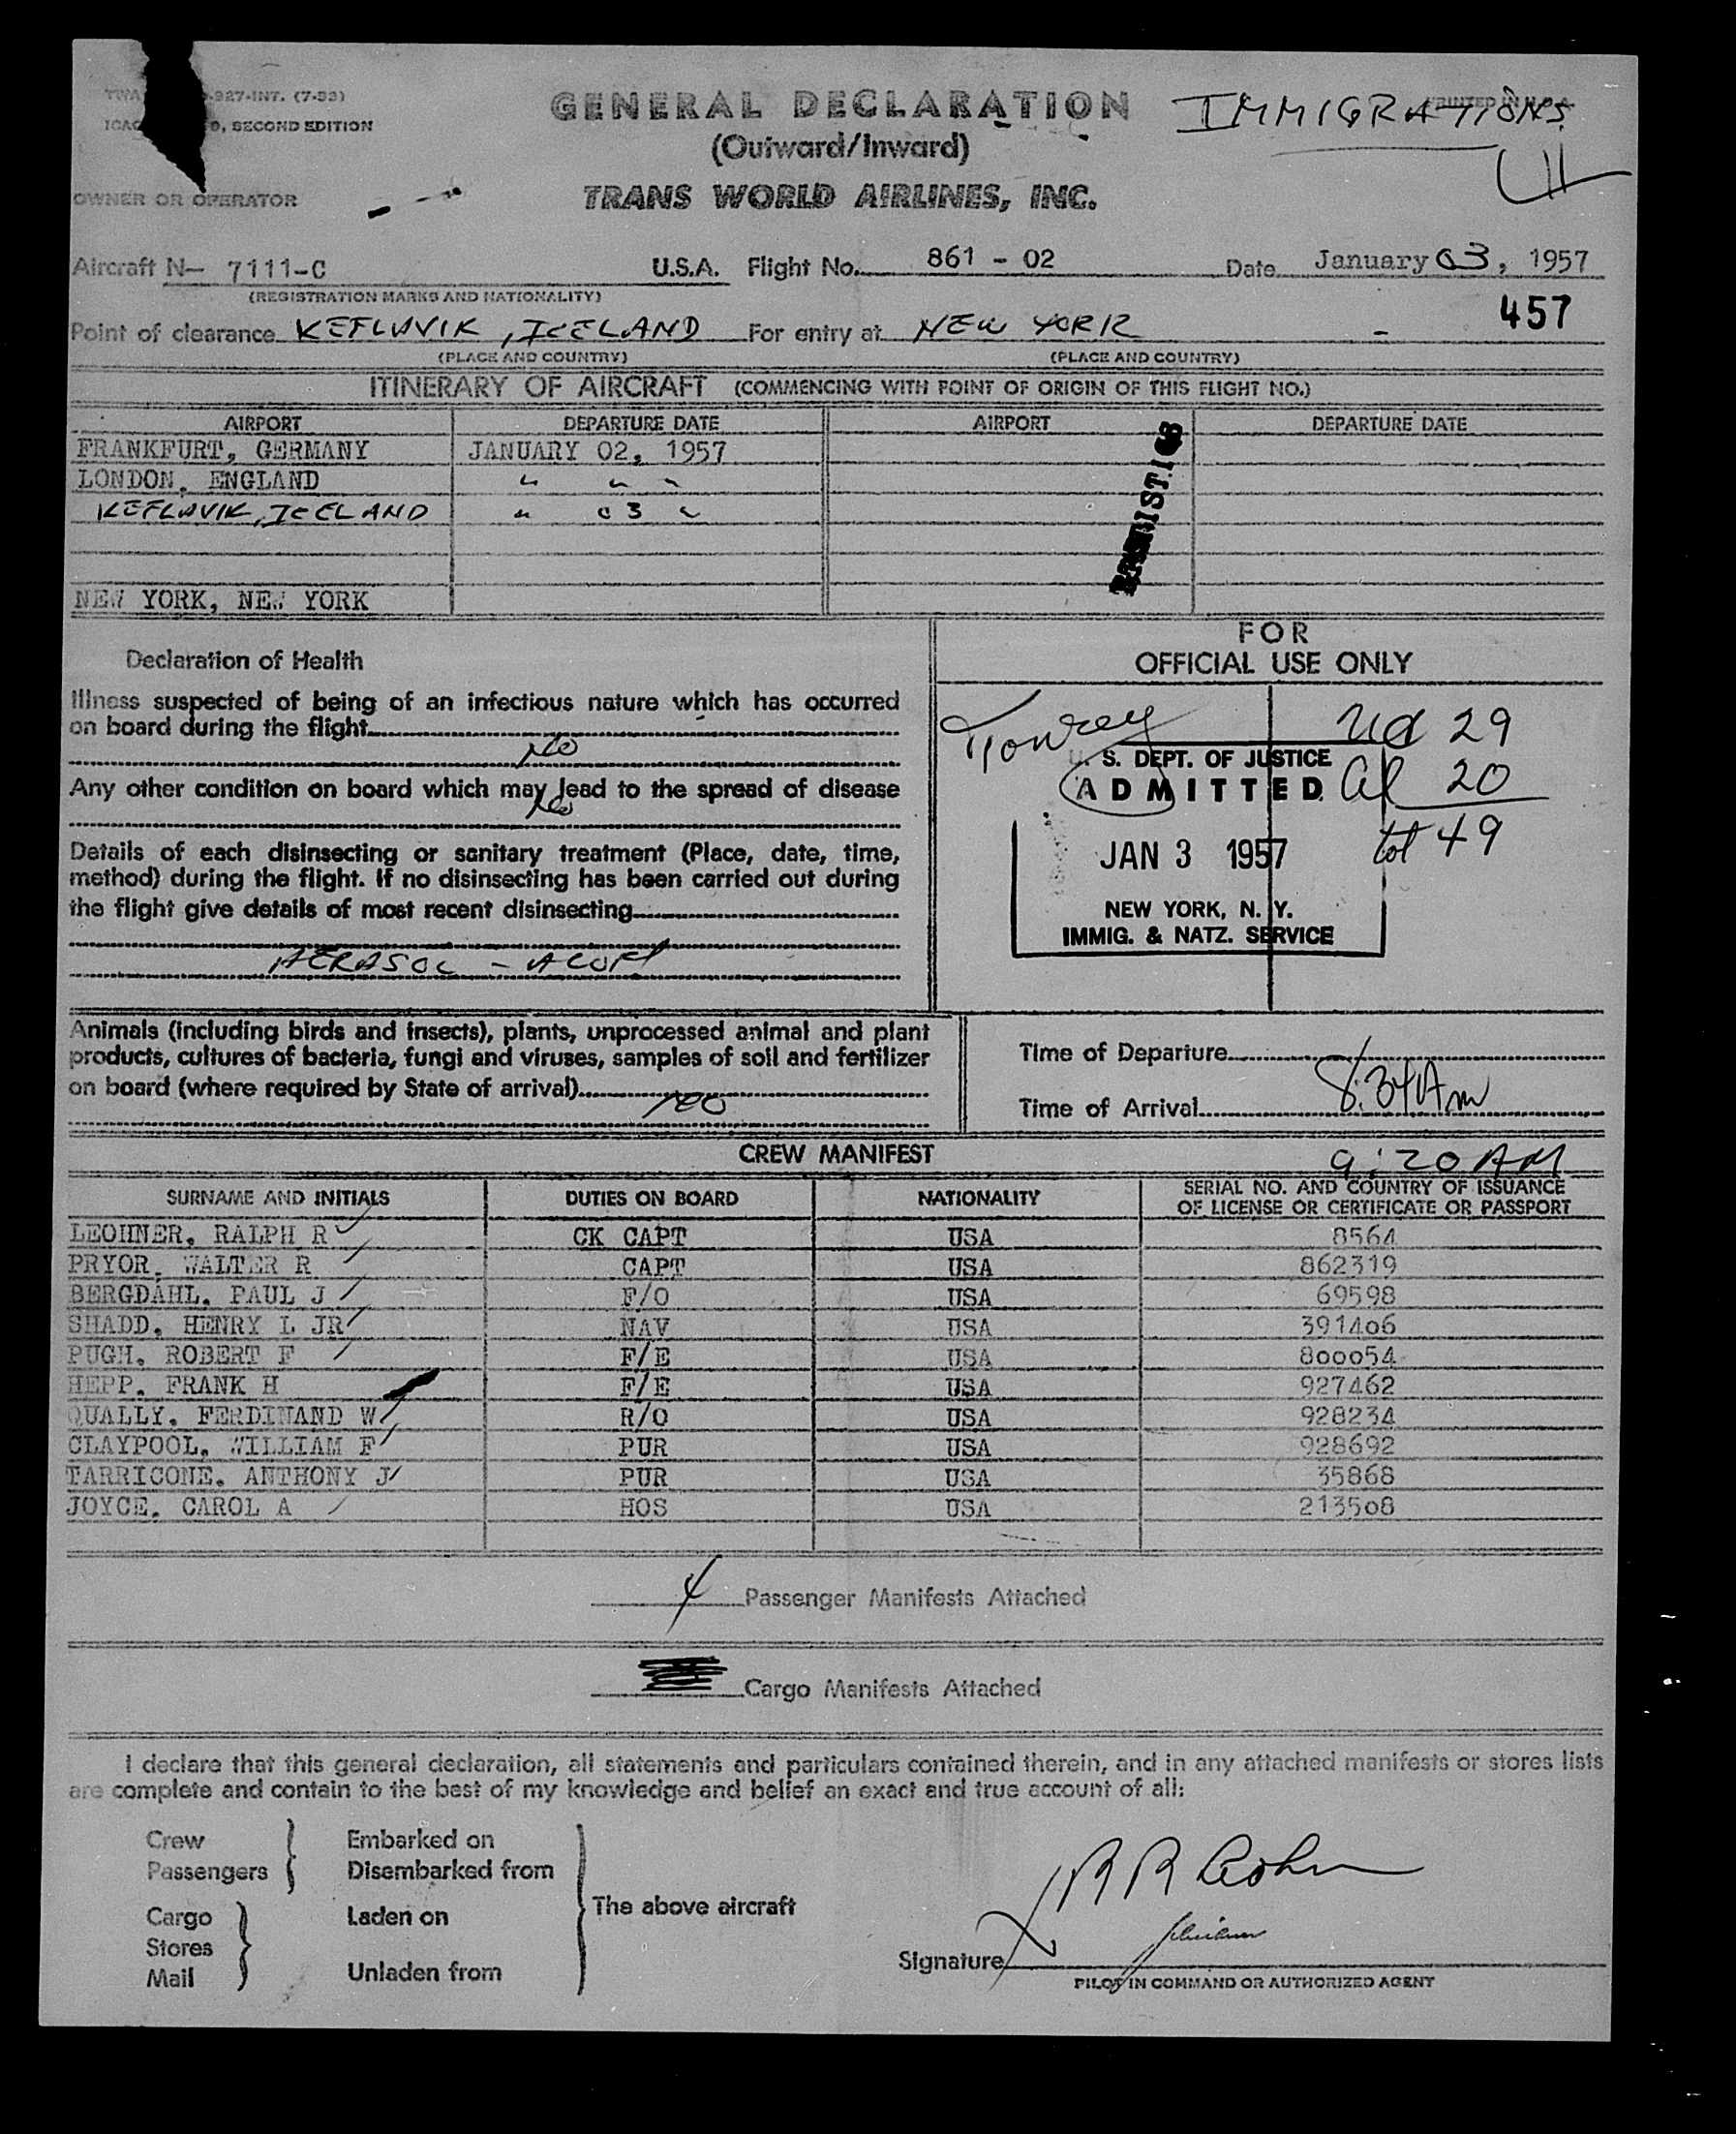 -927-INT. (7-53)
SECOND EDITION
GENERAL DECLARATION
IMMIGRATIONS
(Outward/Inward)
OWNER OR OPERATOR
TRANS WORLD AIRLINES, INC.
Aircraft N— 7111-C U.S.A. Flight No. 861 - 02 Date January 03, 1957
(REGISTRATION MARKS AND NATIONALITY)
457
Point of clearance KEFLAVIK, ICELAND For entry at NEW YORK -
(PLACE AND COUNTRY) (PLACE AND COUNTRY)
ITINERARY OF AIRCRAFT (COMMENCING WITH POINT OF ORIGIN OF THIS FLIGHT NO.)
AIRPORT DEPARTURE DATE AIRPORT DEPARTURE DATE
FRANKFURT, GERMANY JANUARY 02, 1957
LONDON, ENGLAND " " "
KEFLAVIK, ICELAND " 03 "
NEW YORK, NEW YORK
FOR
OFFICIAL USE ONLY
Declaration of Health
Illness suspected of being of an infectious nature which has occurred
on board during the flight
No
Any other condition on board which may lead to the spread of disease
No
Details of each disinsecting or sanitary treatment (Place, date, time,
method) during the flight. If no disinsecting has been carried out during
the flight give details of most recent disinsecting
AERASOL - ALOFT
29
U. S. DEPT. OF JUSTICE
ADMITTED
al 20
tot 49
JAN 3 1957
NEW YORK, N. Y.
IMMIG. & NATZ. SERVICE
Animals (including birds and insects), plants, unprocessed animal and plant
products, cultures of bacteria, fungi and viruses, samples of soil and fertilizer
on board (where required by State of arrival)
NO
Time of Departure
Time of Arrival 8:34 Am
9:20 AM
CREW MANIFEST
SURNAME AND INITIALS DUTIES ON BOARD NATIONALITY SERIAL NO. AND COUNTRY OF ISSUANCE
OF LICENSE OR CERTIFICATE OR PASSPORT
LEOHNER, RALPH R CK CAPT USA 8564
PRYOR, WALTER R CAPT USA 862319
BERGDAHL, PAUL J F/O USA 69598
SHADD, HENRY L JR NAV USA 391406
PUGH, ROBERT F F/E USA 800054
HEPP, FRANK H F/E USA 927462
QUALLY, FERDINAND W R/O USA 928234
CLAYPOOL, WILLIAM F PUR USA 928692
TARRICONE, ANTHONY J PUR USA 35868
JOYCE, CAROL A HOS USA 213508
4 Passenger Manifests Attached
Cargo Manifests Attached
I declare that this general declaration, all statements and particulars contained therein, and in any attached manifests or stores lists
are complete and contain to the best of my knowledge and belief an exact and true account of all:
Crew
Passengers
Embarked on
Disembarked from
Cargo
Stores
Mail
Laden on
Unladen from
The above aircraft
Signature
PILOT IN COMMAND OR AUTHORIZED AGENT